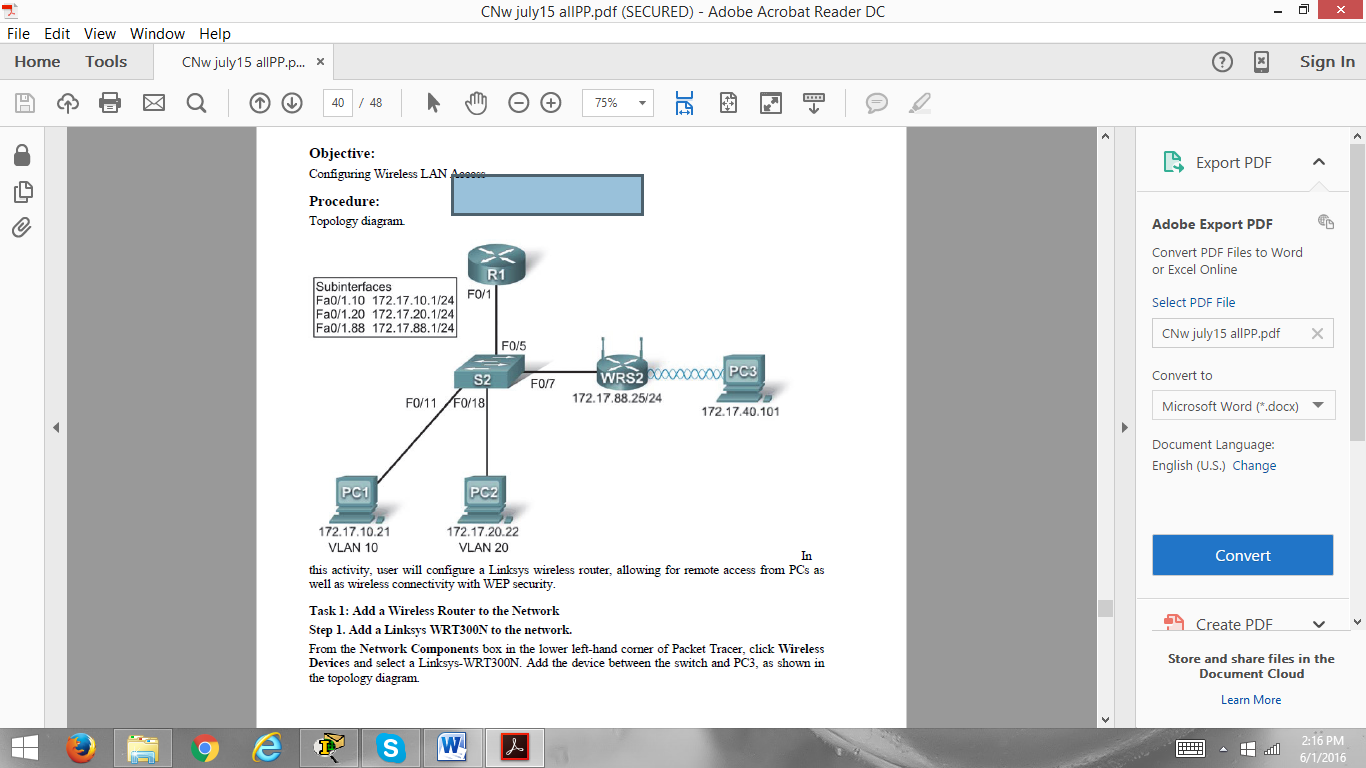 CNw july15 allPP.pdf (SECURED) - Adobe Acrobat Reader DC
File Edit View Window Help
Home Tools CNw july15 allPP.p... × Sign In
40 / 48 75%
Objective:
Configuring Wireless LAN Access
Procedure:
Topology diagram.
R1
F0/1
Subinterfaces
Fa0/1.10 172.17.10.1/24
Fa0/1.20 172.17.20.1/24
Fa0/1.88 172.17.88.1/24
F0/5
S2
F0/7
WRS2
172.17.88.25/24
PC3
172.17.40.101
F0/11 F0/18
PC1
172.17.10.21
VLAN 10
PC2
172.17.20.22
VLAN 20
In
this activity, user will configure a Linksys wireless router, allowing for remote access from PCs as
well as wireless connectivity with WEP security.
Task 1: Add a Wireless Router to the Network
Step 1. Add a Linksys WRT300N to the network.
From the Network Components box in the lower left-hand corner of Packet Tracer, click Wireless
Devices and select a Linksys-WRT300N. Add the device between the switch and PC3, as shown in
the topology diagram.
Export PDF
Adobe Export PDF
Convert PDF Files to Word
or Excel Online
Select PDF File
CNw july15 allPP.pdf
Convert to
Microsoft Word (*.docx)
Document Language:
English (U.S.) Change
Convert
Create PDF
Store and share files in the
Document Cloud
Learn More
2:16 PM
6/1/2016